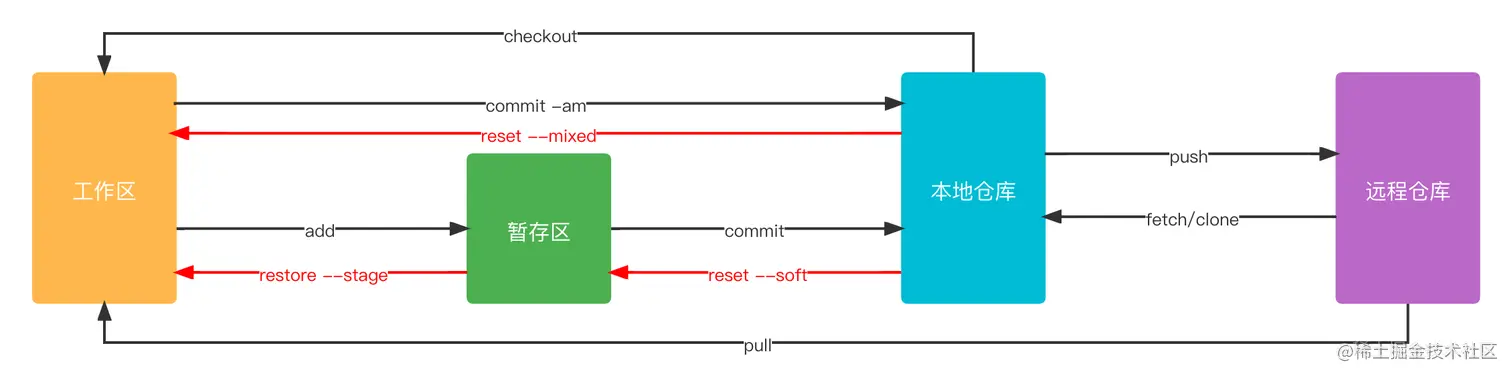 checkout
commit -am
reset --mixed
工作区
暂存区
本地仓库
远程仓库
push
add
commit
fetch/clone
restore --stage
reset --soft
pull
@稀土掘金技术社区